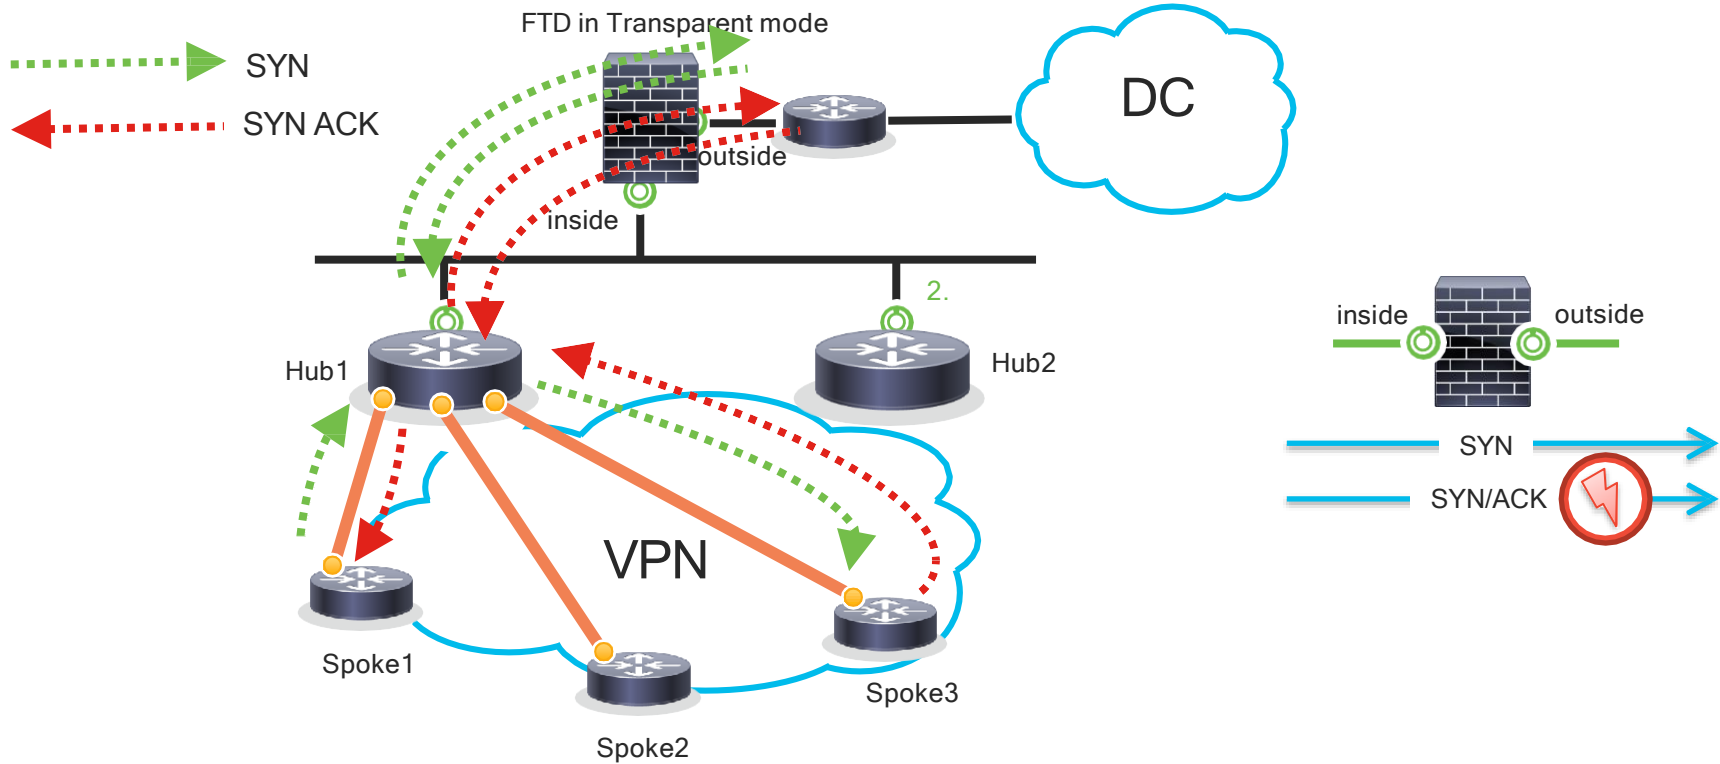 FTD in Transparent mode
SYN
SYN ACK
DC
outside
inside
2.
Hub1
Hub2
inside
outside
SYN
SYN/ACK
VPN
Spoke1
Spoke3
Spoke2